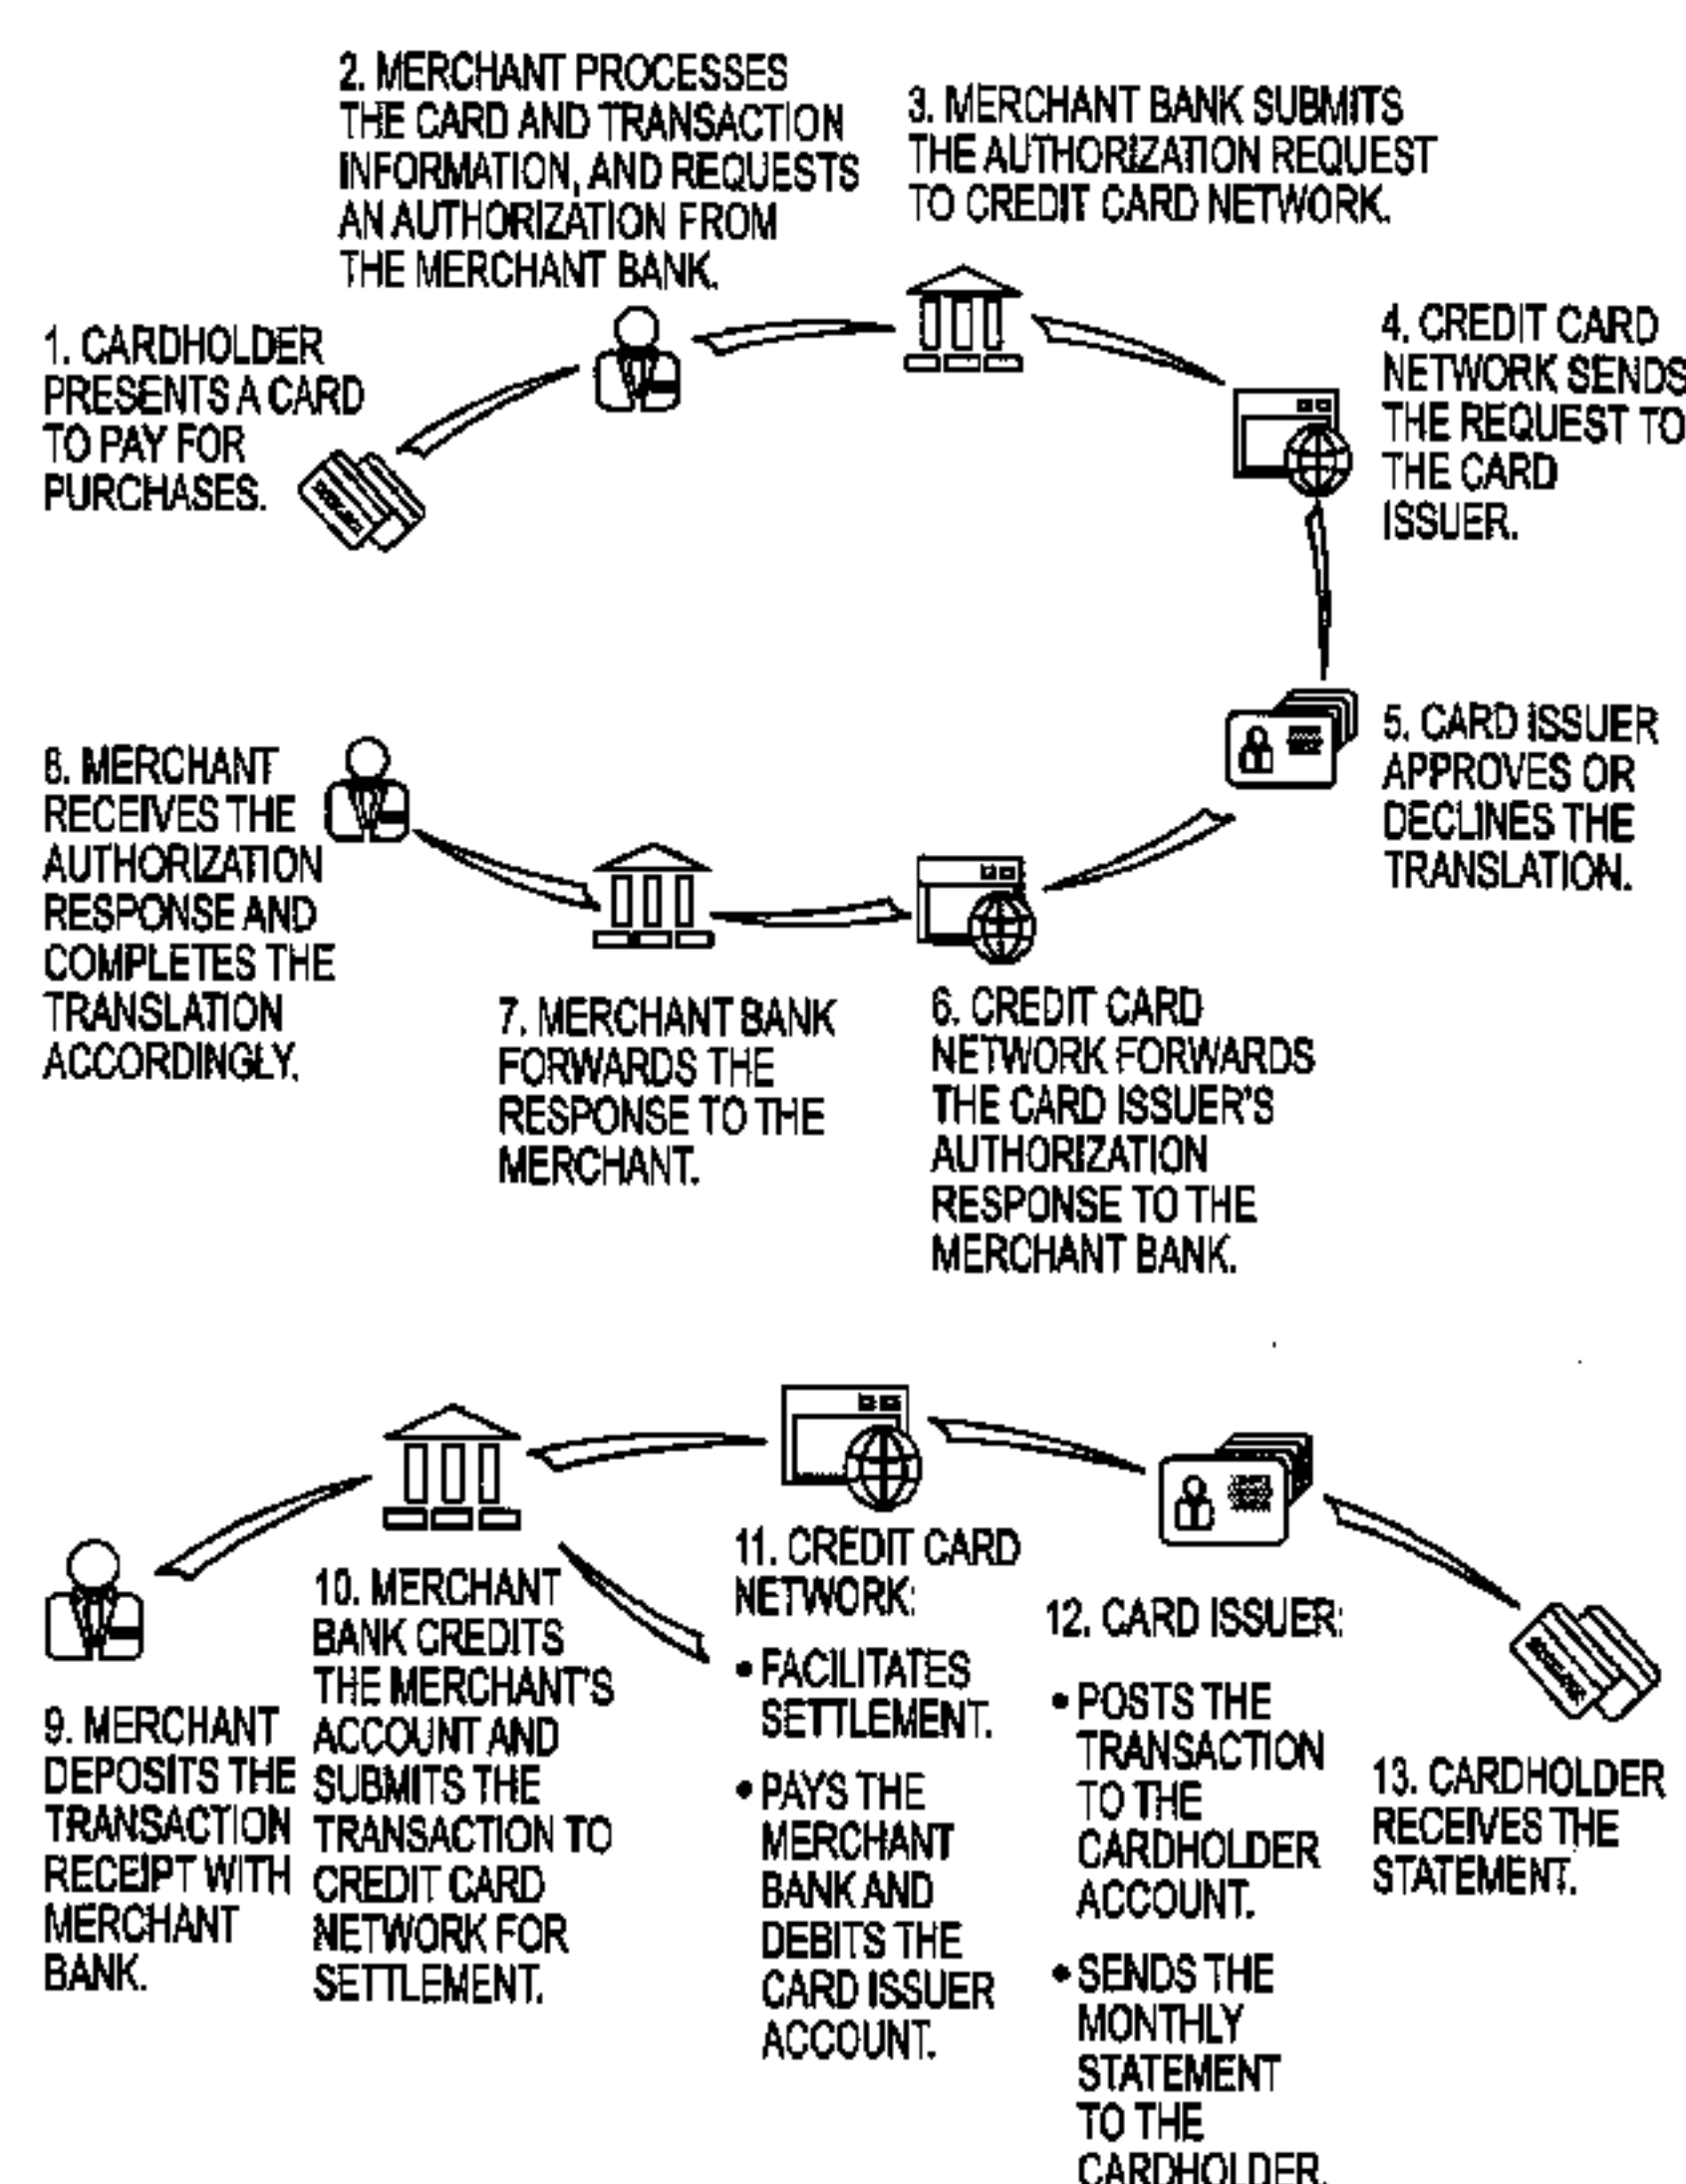 1. CARDHOLDER
PRESENTS A CARD
TO PAY FOR
PURCHASES.
2. MERCHANT PROCESSES
THE CARD AND TRANSACTION
INFORMATION, AND REQUESTS
AN AUTHORIZATION FROM
THE MERCHANT BANK.
3. MERCHANT BANK SUBMITS
THE AUTHORIZATION REQUEST
TO CREDIT CARD NETWORK.
4. CREDIT CARD
NETWORK SENDS
THE REQUEST TO
THE CARD
ISSUER.
5. CARD ISSUER
APPROVES OR
DECLINES THE
TRANSLATION.
6. CREDIT CARD
NETWORK FORWARDS
THE CARD ISSUER'S
AUTHORIZATION
RESPONSE TO THE
MERCHANT BANK.
7. MERCHANT BANK
FORWARDS THE
RESPONSE TO THE
MERCHANT.
8. MERCHANT
RECEIVES THE
AUTHORIZATION
RESPONSE AND
COMPLETES THE
TRANSLATION
ACCORDINGLY.
9. MERCHANT
DEPOSITS THE
TRANSACTION
RECEIPT WITH
MERCHANT
BANK.
10. MERCHANT
BANK CREDITS
THE MERCHANT'S
ACCOUNT AND
SUBMITS THE
TRANSACTION TO
CREDIT CARD
NETWORK FOR
SETTLEMENT.
11. CREDIT CARD
NETWORK:
• FACILITATES
SETTLEMENT.
• PAYS THE
MERCHANT
BANK AND
DEBITS THE
CARD ISSUER
ACCOUNT.
12. CARD ISSUER:
• POSTS THE
TRANSACTION
TO THE
CARDHOLDER
ACCOUNT.
• SENDS THE
MONTHLY
STATEMENT
TO THE
CARDHOLDER.
13. CARDHOLDER
RECEIVES THE
STATEMENT.